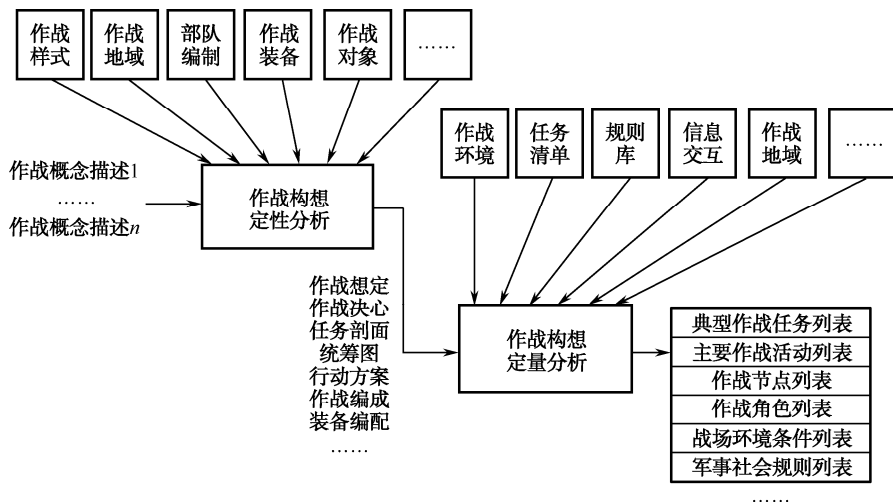 作战
样式
作战
地域
部队
编制
作战
装备
作战
对象
……
作战概念描述1
……
作战概念描述n
作战构想
定性分析
作战
环境
任务
清单
规则
库
信息
交互
作战
地域
……
作战想定
作战决心
任务剖面
统筹图
行动方案
作战编成
装备编配
……
作战构想
定量分析
典型作战任务列表
主要作战活动列表
作战节点列表
作战角色列表
战场环境条件列表
军事社会规则列表
……